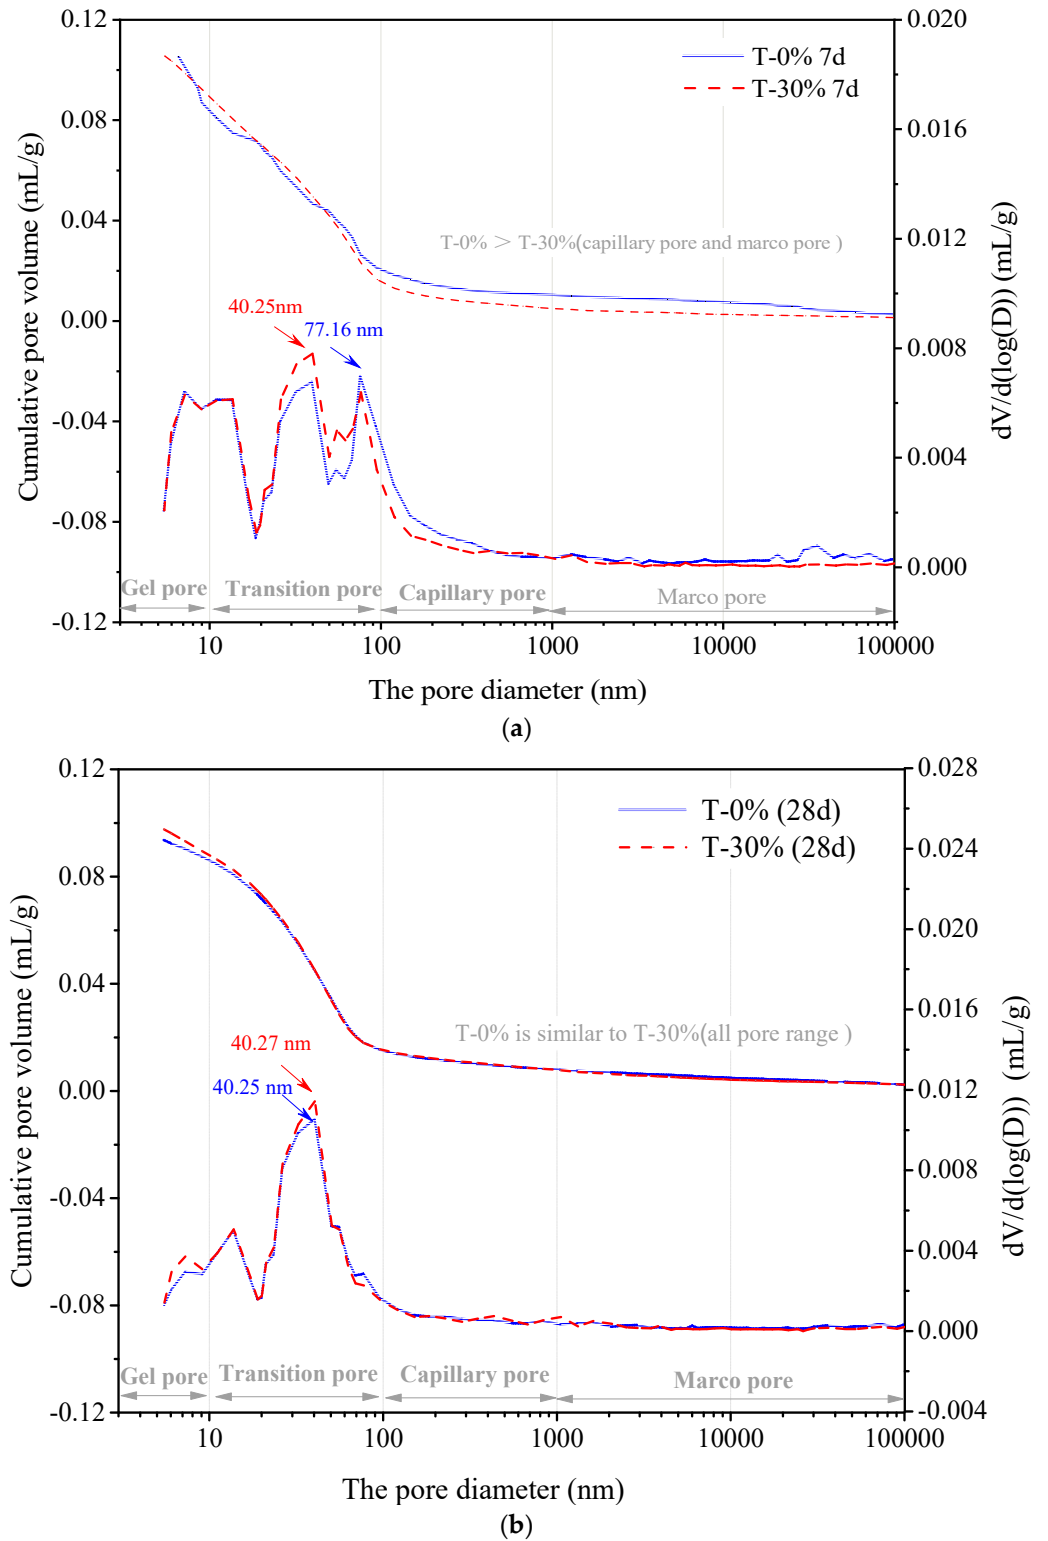 0.12
0.08
0.04
0.00
-0.04
-0.08
-0.12
Cumulative pore volume (mL/g)
0.020
0.016
0.012
0.008
0.004
0.000
dV/d(log(D)) (mL/g)
T-0% 7d
T-30% 7d
T-0% > T-30%(capillary pore and marco pore )
40.25nm
77.16 nm
Gel pore
Transition pore
Capillary pore
Marco pore
10
100
1000
10000
100000
The pore diameter (nm)
(a)
0.12
0.08
0.04
0.00
-0.04
-0.08
-0.12
Cumulative pore volume (mL/g)
0.028
0.024
0.020
0.016
0.012
0.008
0.004
0.000
-0.004
dV/d(log(D)) (mL/g)
T-0% (28d)
T-30% (28d)
T-0% is similar to T-30%(all pore range )
40.27 nm
40.25 nm
Gel pore
Transition pore
Capillary pore
Marco pore
10
100
1000
10000
100000
The pore diameter (nm)
(b)